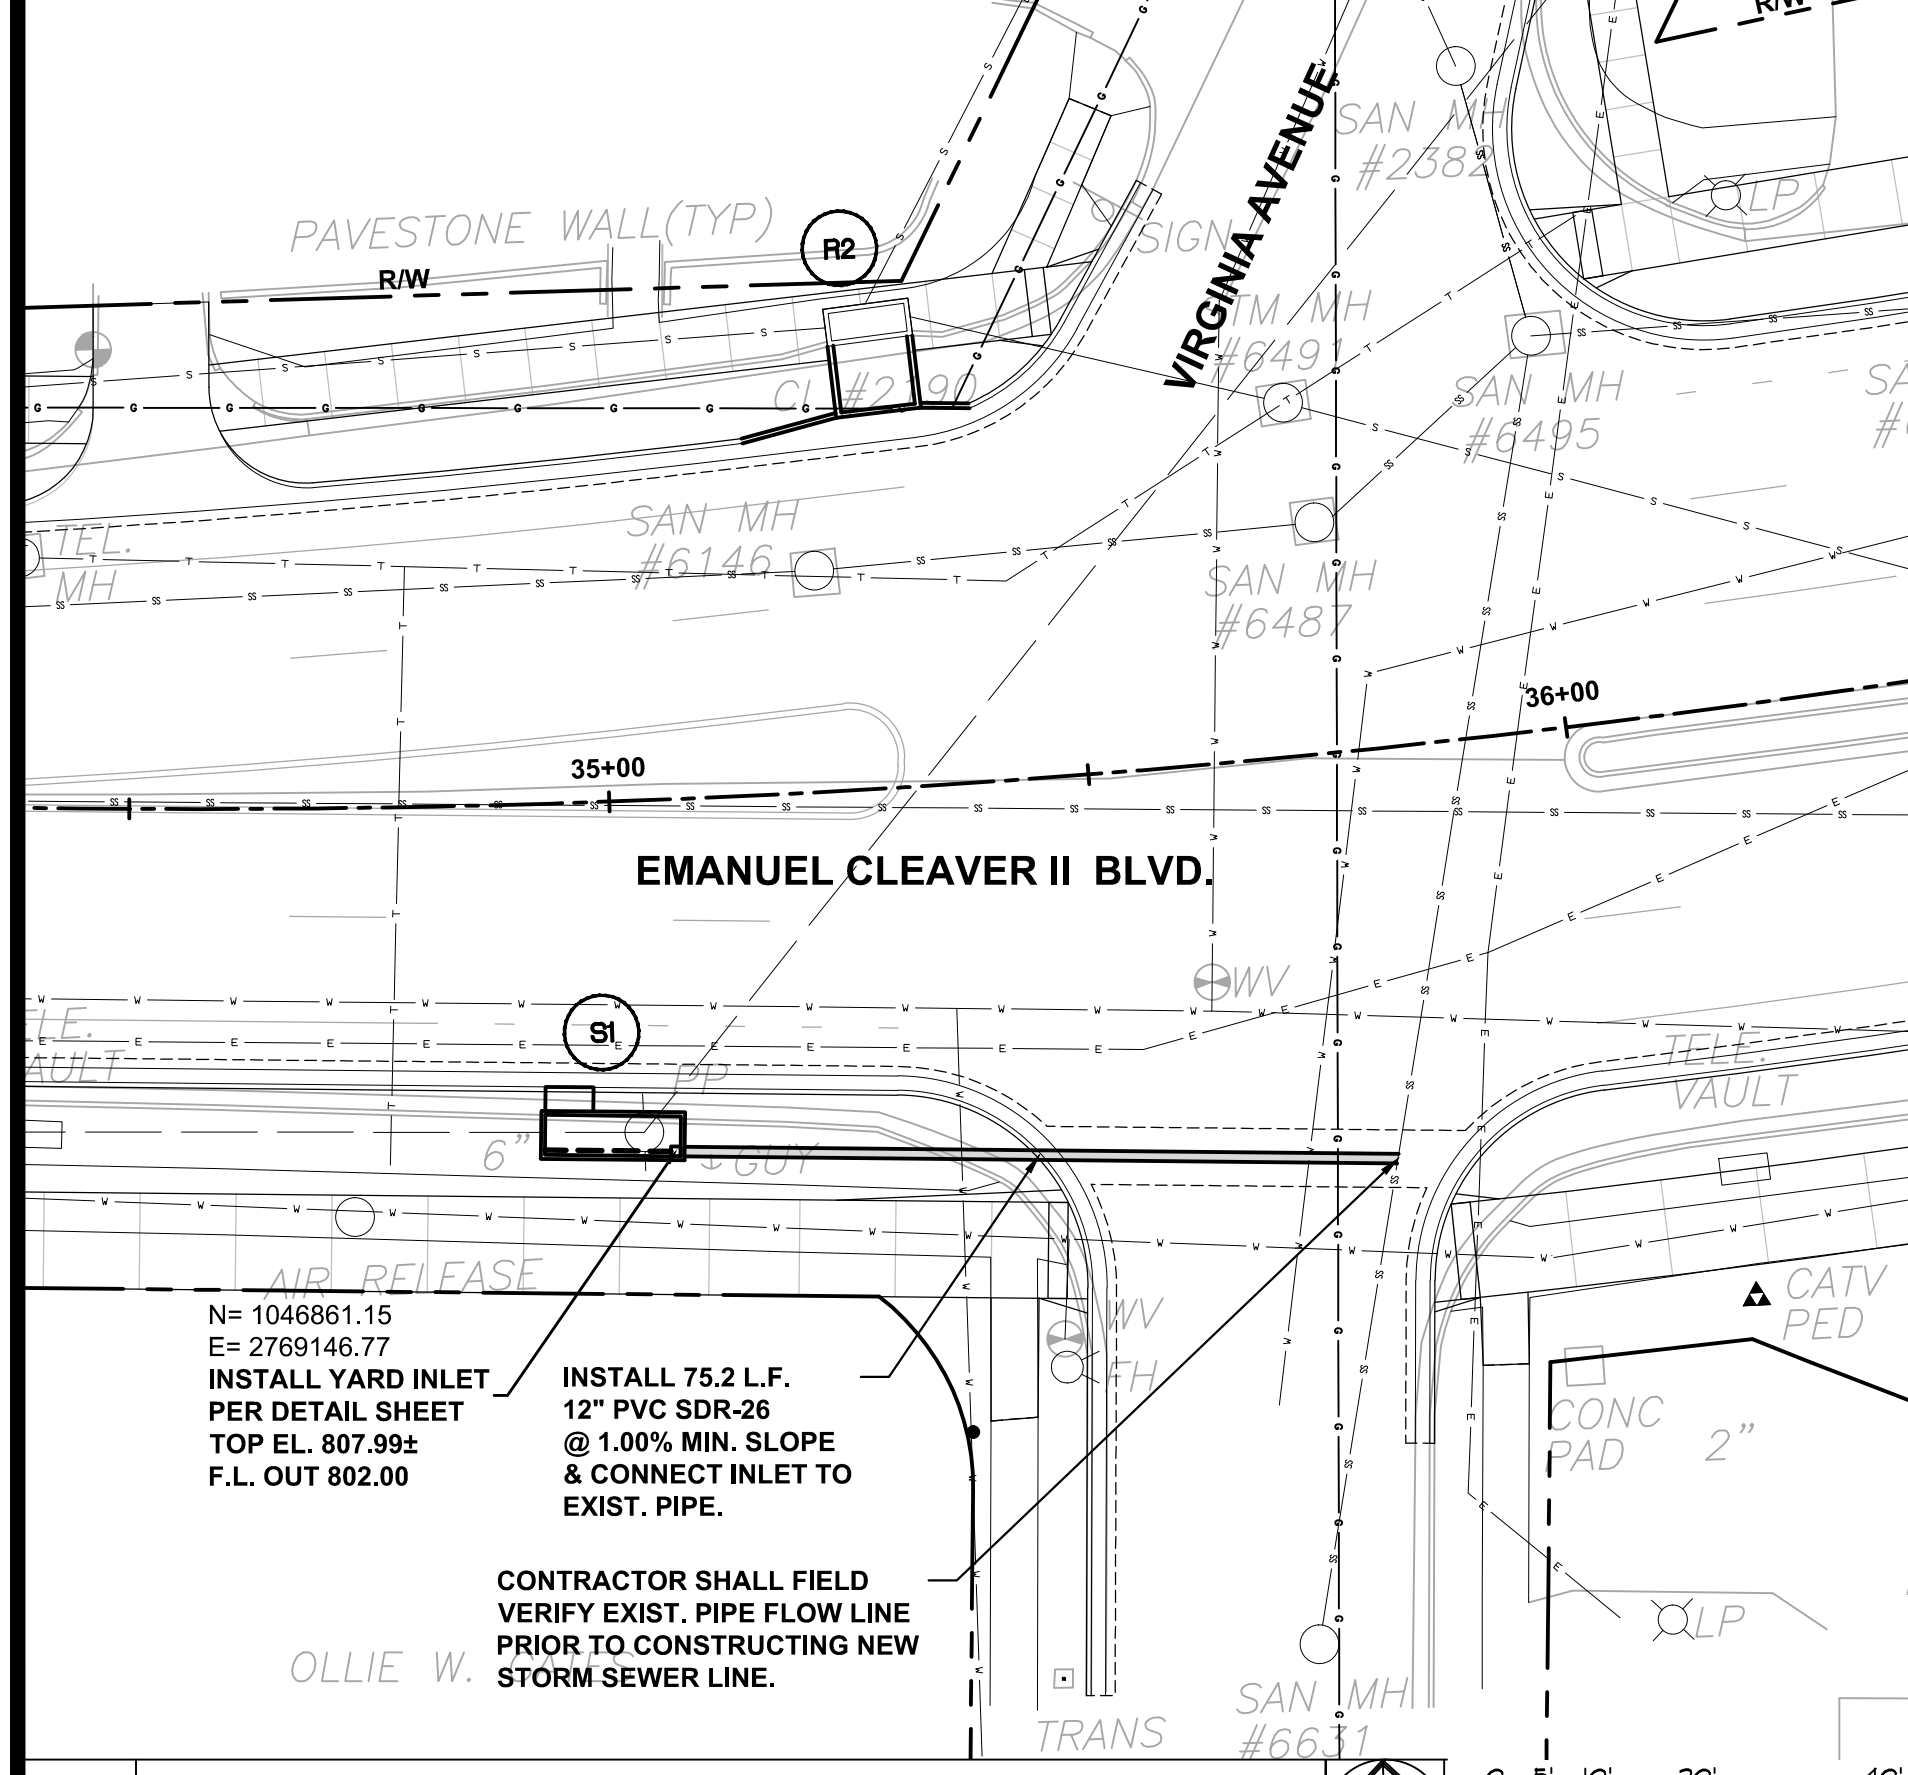 R/W
VIRGINIA AVENUE
SAN MH
#2382
LP
PAVESTONE WALL(TYP)
R2
R/W
SIGN
STM MH
#6491
CI #2190
SAN MH
#6495
TEL.
MH
SAN MH
#6146
SAN MH
#6487
36+00
35+00
EMANUEL CLEAVER II BLVD.
WV
S1
PP
TELE.
VAULT
6"
GUY
AIR RELEASE
N= 1046861.15
E= 2769146.77
INSTALL YARD INLET
PER DETAIL SHEET
TOP EL. 807.99±
F.L. OUT 802.00
INSTALL 75.2 L.F.
12" PVC SDR-26
@ 1.00% MIN. SLOPE
& CONNECT INLET TO
EXIST. PIPE.
WV
FH
CATV
PED
CONC
PAD
2"
CONTRACTOR SHALL FIELD
VERIFY EXIST. PIPE FLOW LINE
PRIOR TO CONSTRUCTING NEW
STORM SEWER LINE.
OLLIE W. GATES
LP
TRANS
SAN MH
#6631